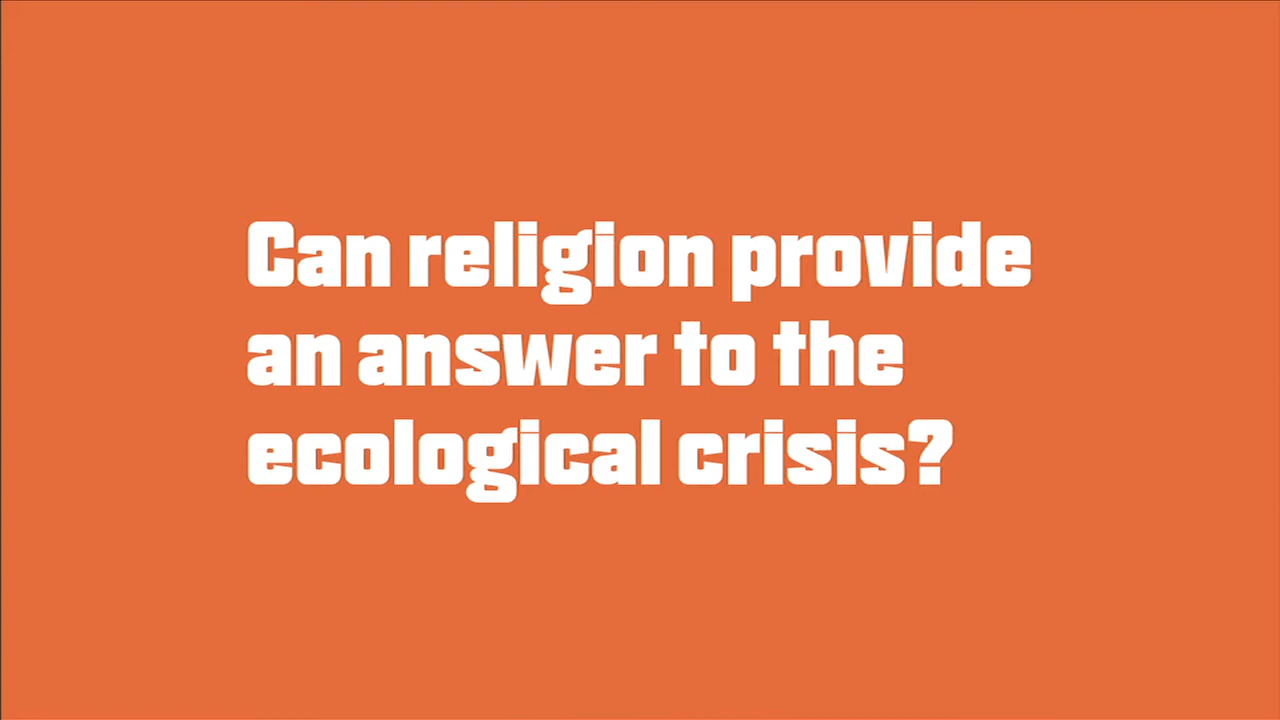 Can religion provide
an answer to the
ecological crisis?